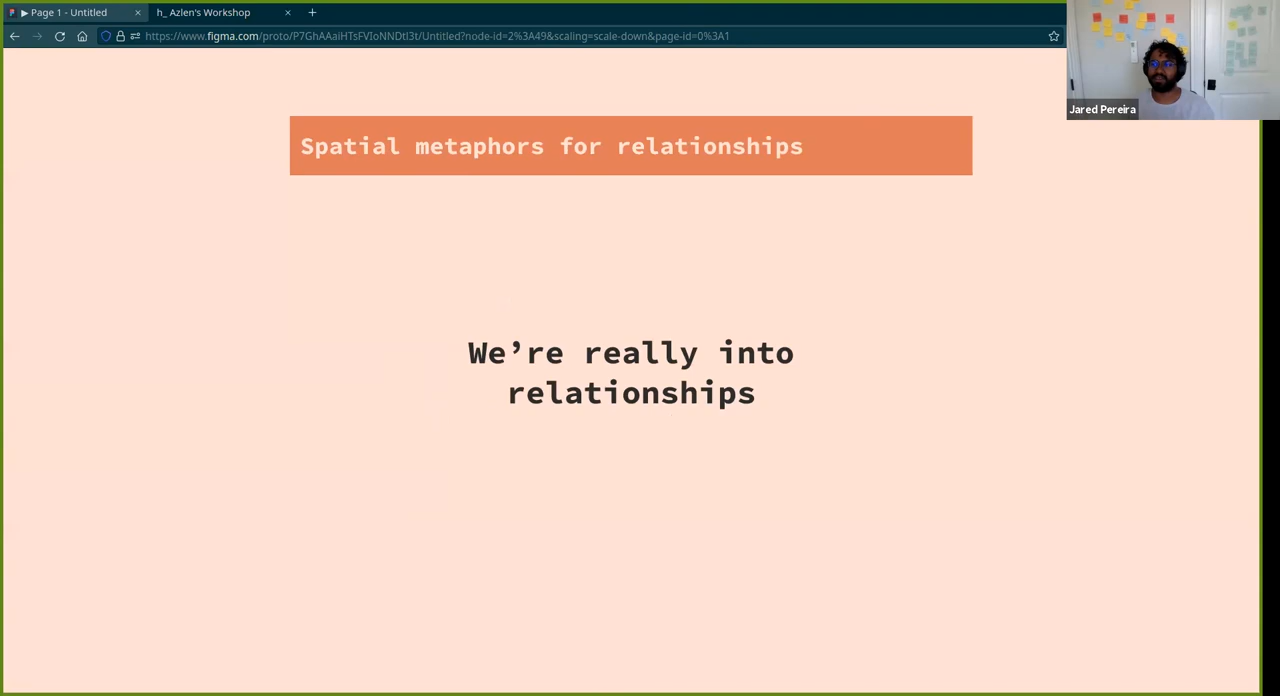 ▶ Page 1 - Untitled
h_ Azlen's Workshop
https://www.figma.com/proto/P7GhAAaiHTsFVIoNNDtI3t/Untitled?node-id=2%3A49&scaling=scale-down&page-id=0%3A1
Jared Pereira
Spatial metaphors for relationships
We’re really into
relationships